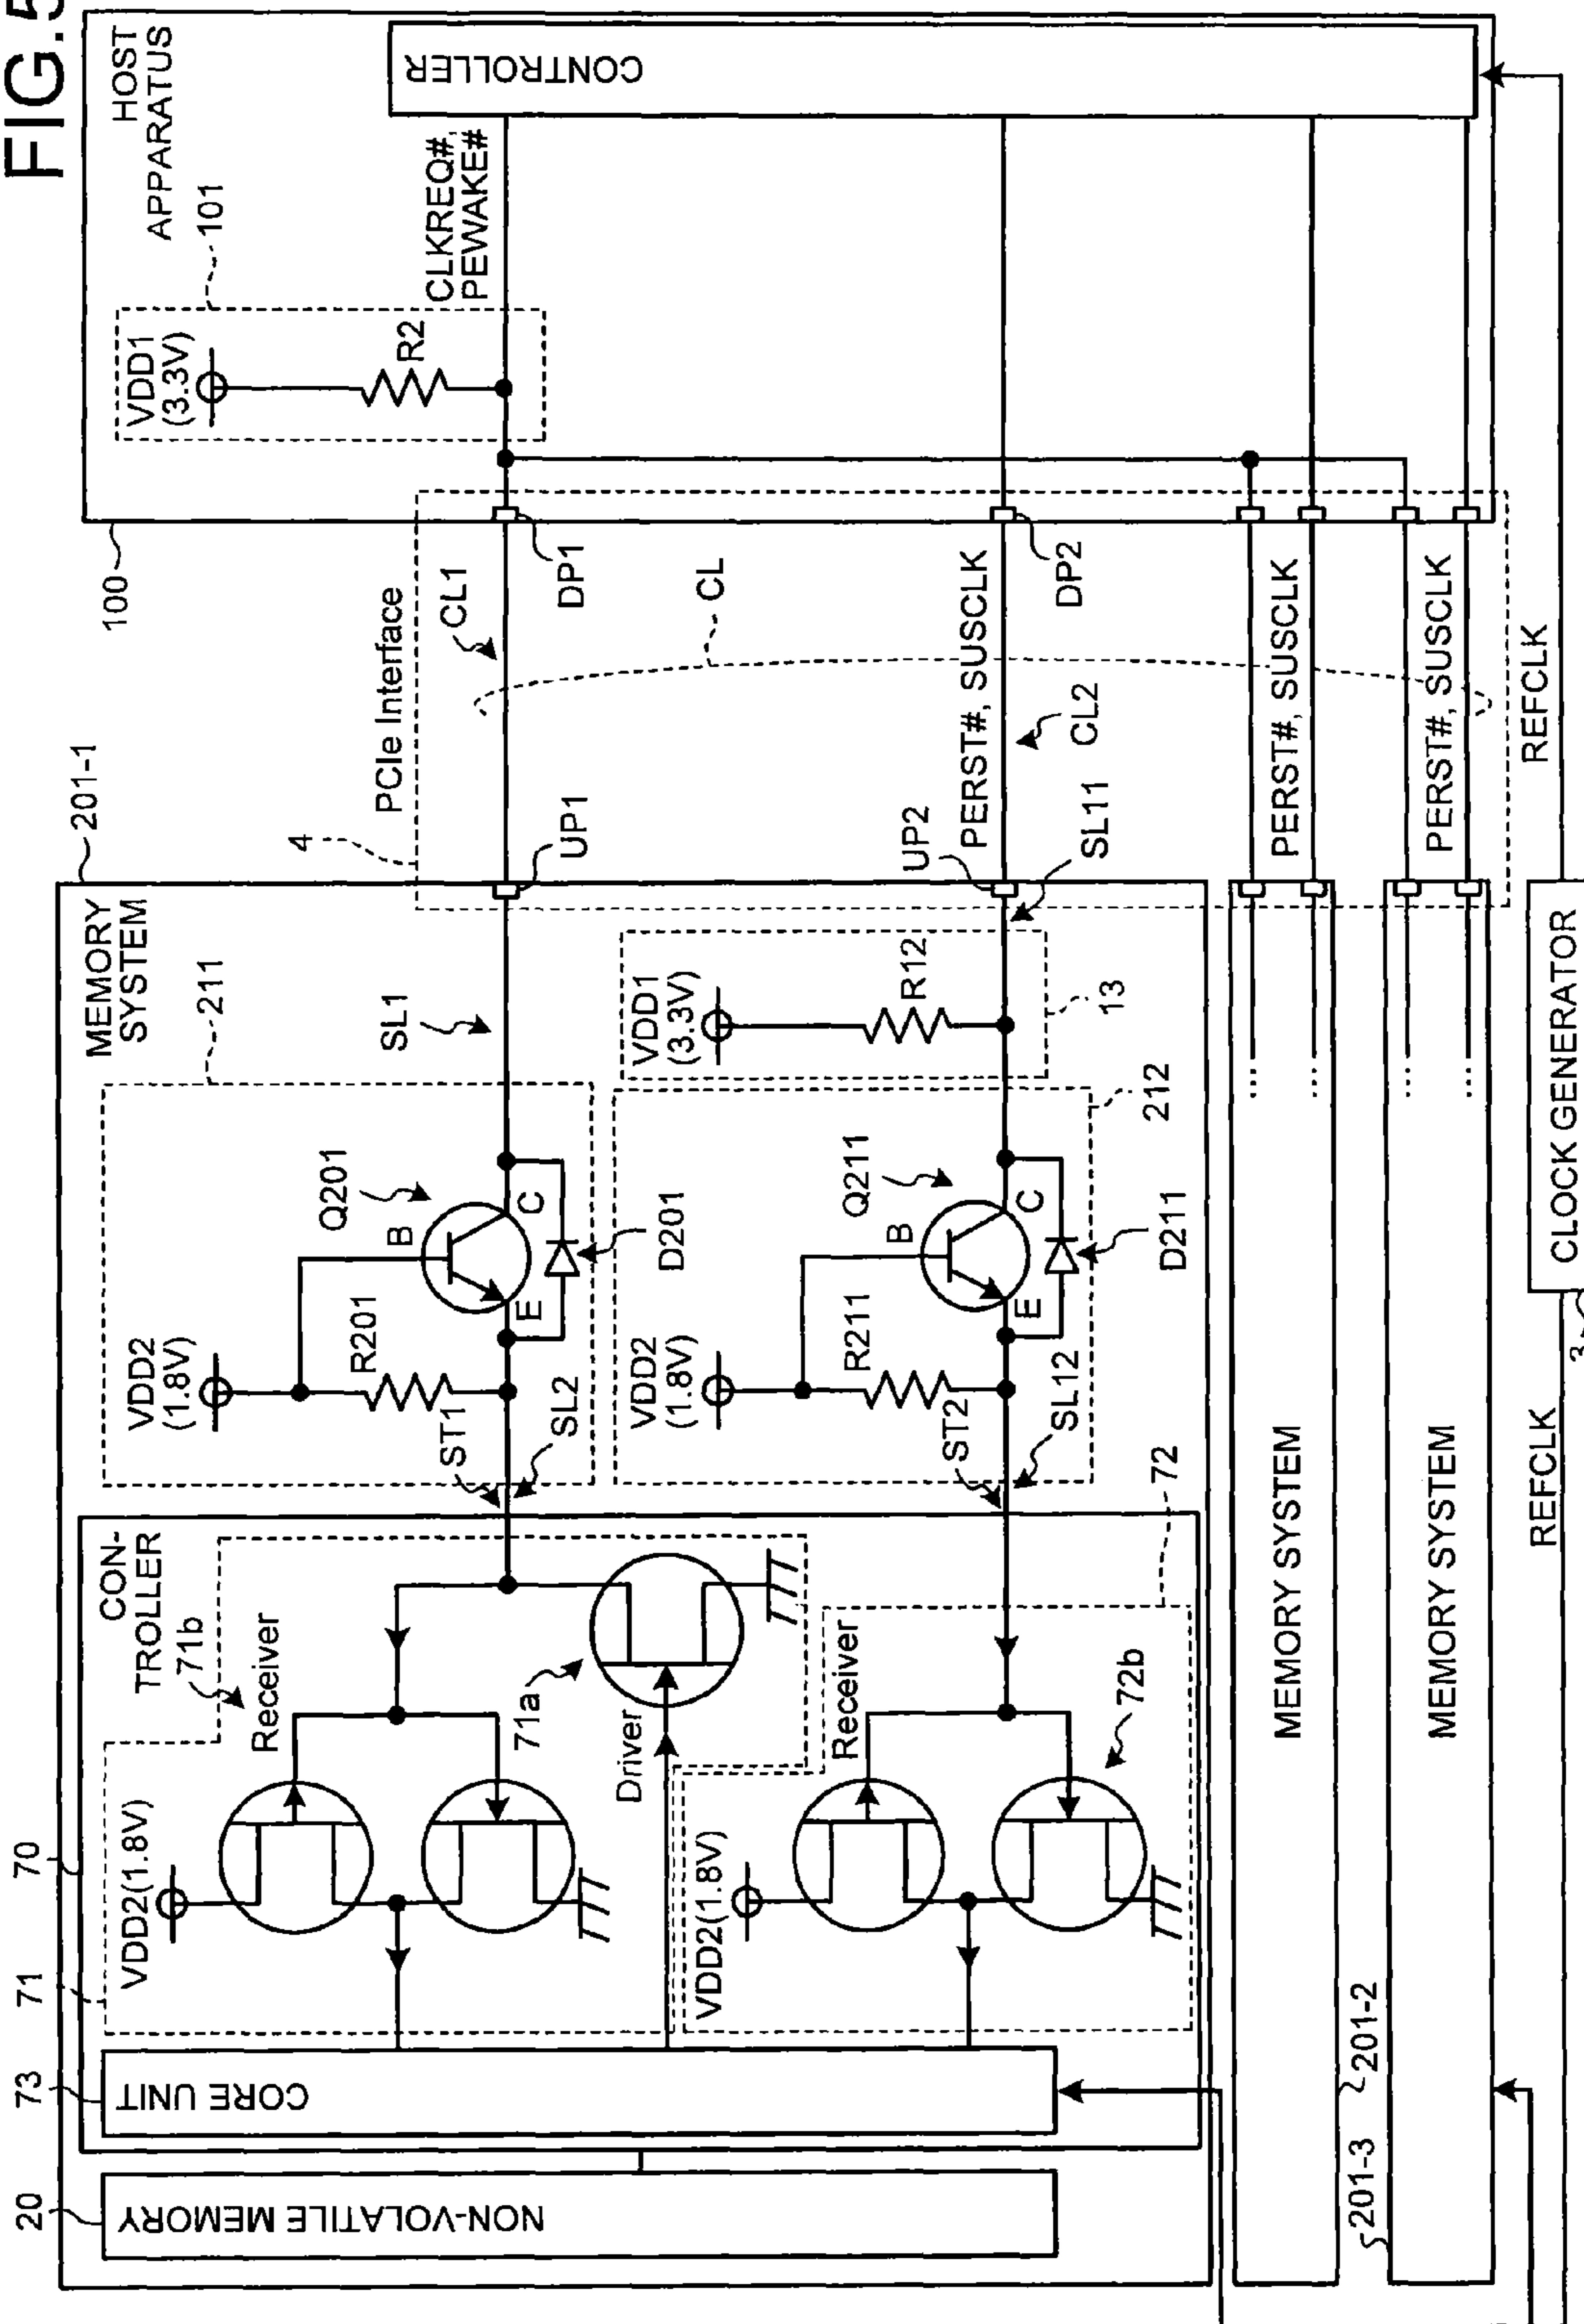 FIG.5
HOST
APPARATUS
101
VDD1
(3.3V)
R2
CLKREQ#,
PEWAKE#
CONTROLLER
100
PCIe Interface
4
CL1
DP1
CL
UP1
DP2
PERST#, SUSCLK
CL2
UP2
SL11
PERST#, SUSCLK
PERST#, SUSCLK
REFCLK
201-1
MEMORY
SYSTEM
211
SL1
VDD1
(3.3V)
R12
13
212
Q201
B
C
E
D201
VDD2
(1.8V)
R201
ST1
SL2
Q211
B
C
E
D211
VDD2
(1.8V)
R211
ST2
SL12
72
CON-
TROLLER
71b
Receiver
71a
Driver
Receiver
72b
70
VDD2(1.8V)
71
VDD2(1.8V)
73
CORE UNIT
20
NON-VOLATILE MEMORY
MEMORY SYSTEM
201-2
MEMORY SYSTEM
201-3
CLOCK GENERATOR
3
REFCLK